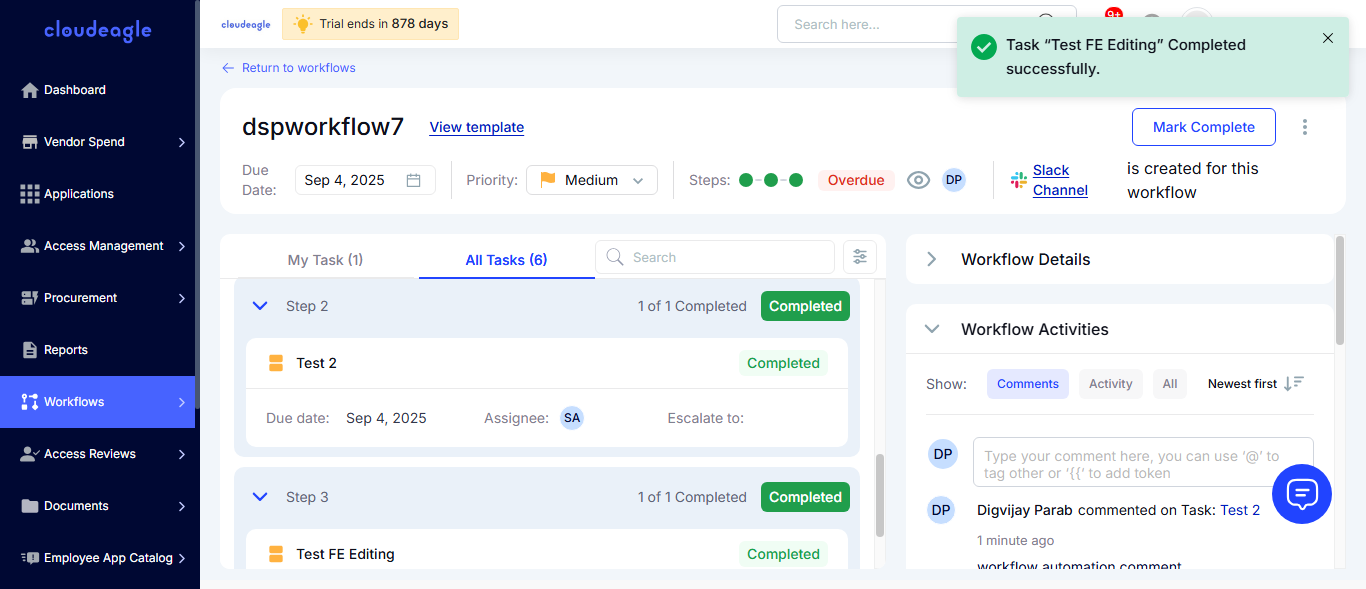 cloudeagle
Dashboard
Vendor Spend
Applications
Access Management
Procurement
Reports
Workflows
Access Reviews
Documents
Employee App Catalog
cloudeagle
Trial ends in 878 days
Search here...
9+
Task “Test FE Editing” Completed
successfully.
Return to workflows
dspworkflow7
View template
Mark Complete
Due
Date:
Sep 4, 2025
Priority:
Medium
Steps:
Overdue
DP
Slack
Channel
is created for this
workflow
My Task (1)
All Tasks (6)
Search
Step 2
1 of 1 Completed
Completed
Test 2
Completed
Due date:
Sep 4, 2025
Assignee:
SA
Escalate to:
Step 3
1 of 1 Completed
Completed
Test FE Editing
Completed
Workflow Details
Workflow Activities
Show:
Comments
Activity
All
Newest first
DP
Type your comment here, you can use ‘@’ to
tag other or ‘{{‘ to add token
DP
Digvijay Parab commented on Task: Test 2
1 minute ago
workflow automation comment